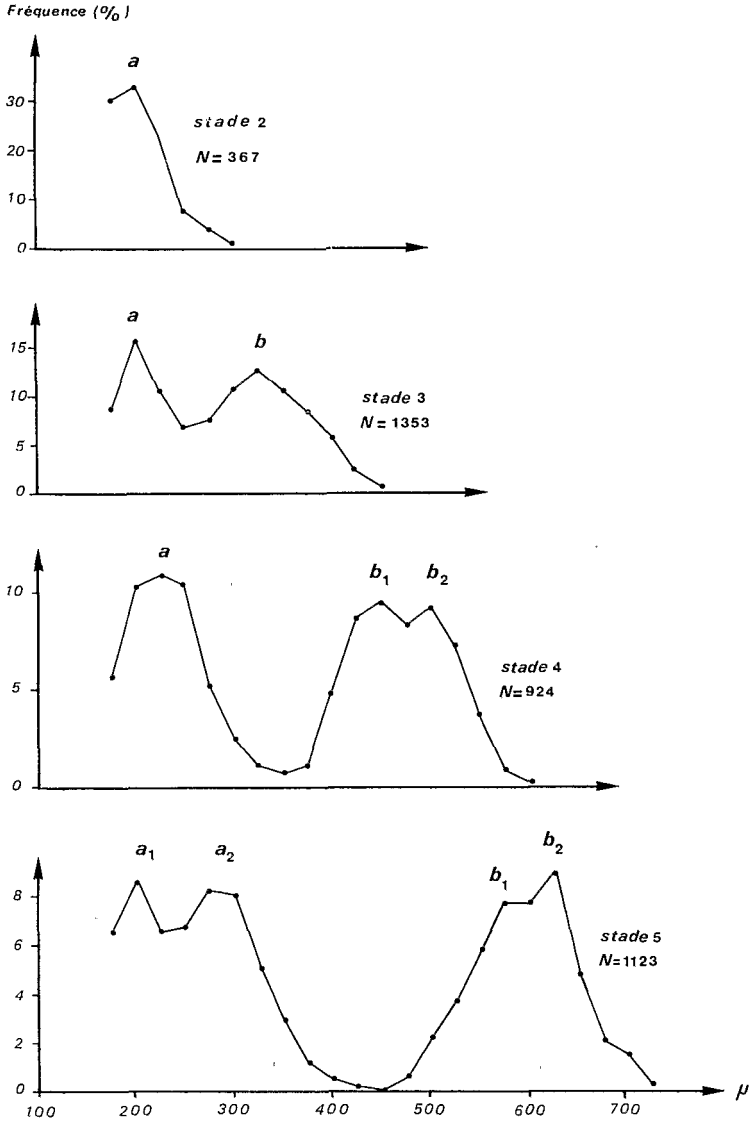 Fréquence (%)
a
30
20
10
0
stade 2
N= 367
a
b
15
10
5
0
stade 3
N= 1353
a
b1
b2
10
5
0
stade 4
N= 924
a1
a2
b1
b2
8
6
4
2
0
stade 5
N=1123
100 200 300 400 500 600 700 µ